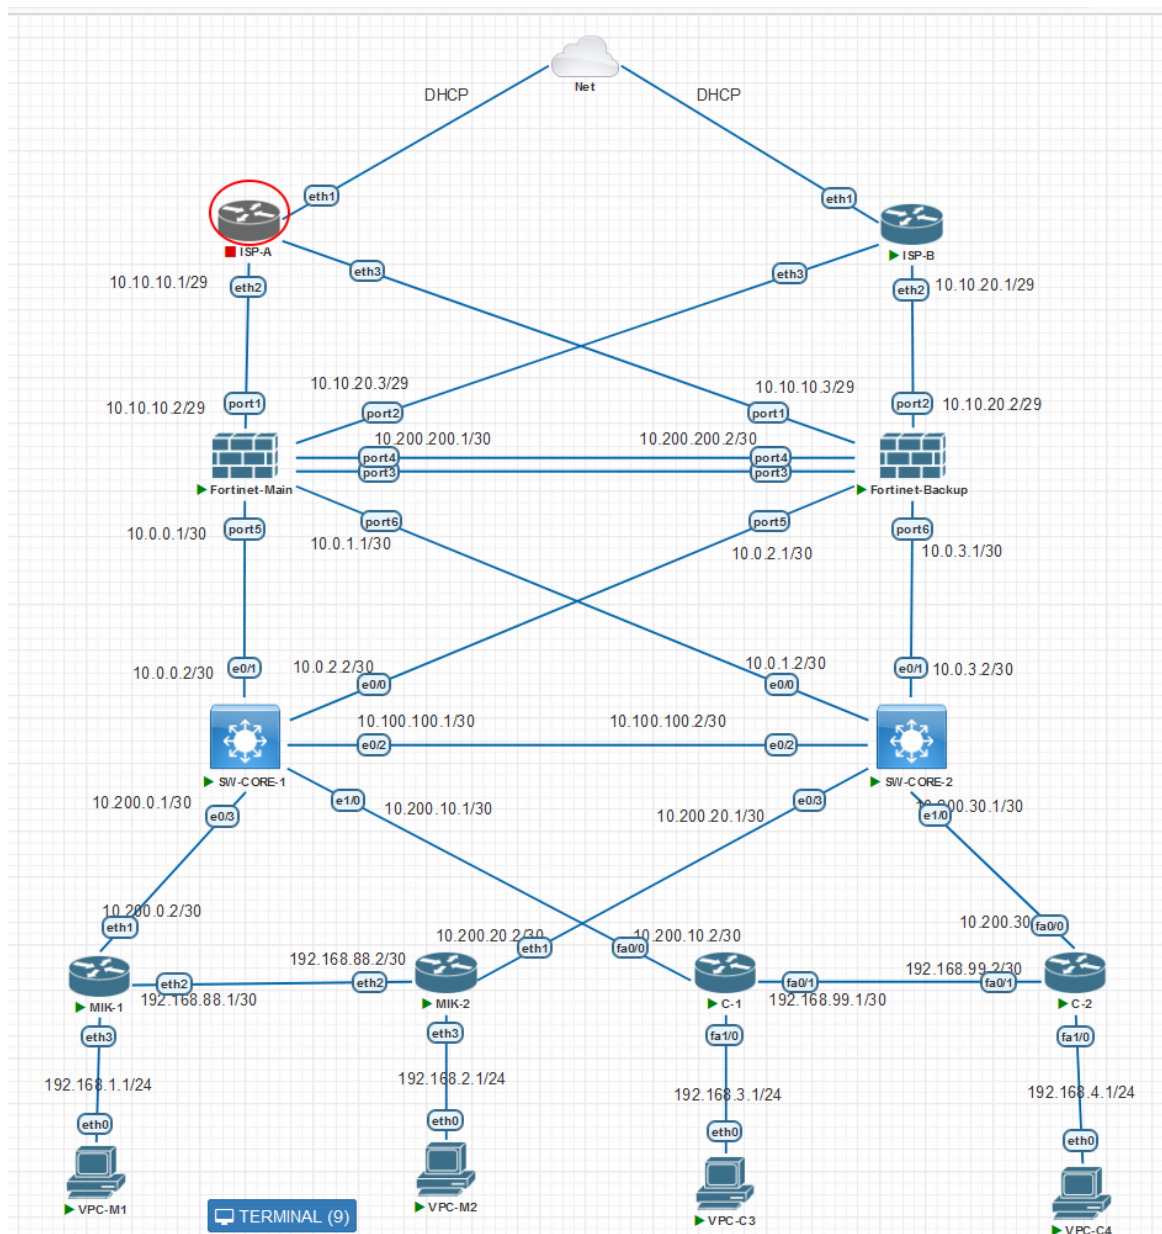 Net
DHCP
DHCP
eth1
eth1
ISP-A
ISP-B
10.10.10.1/29
eth2
eth3
eth3
eth2
10.10.20.1/29
10.10.20.3/29
10.10.10.3/29
10.10.10.2/29
port1
port2
port1
port2
10.10.20.2/29
10.200.200.1/30
10.200.200.2/30
port4
port4
port3
port3
Fortinet-Main
Fortinet-Backup
10.0.0.1/30
port5
port6
port5
port6
10.0.1.1/30
10.0.2.1/30
10.0.3.1/30
10.0.0.2/30
e0/1
10.0.2.2/30
10.0.1.2/30
e0/1
10.0.3.2/30
e0/0
e0/0
10.100.100.1/30
10.100.100.2/30
e0/2
e0/2
SW-CORE-1
SW-CORE-2
10.200.0.1/30
e0/3
e1/0
10.200.10.1/30
10.200.20.1/30
e0/3
10.200.30.1/30
e1/0
10.200.0.2/30
eth1
10.200.20.2/30
eth1
fa0/0
10.200.10.2/30
10.200.30
fa0/0
192.168.88.2/30
192.168.99.2/30
eth2
eth2
fa0/1
fa0/1
192.168.88.1/30
192.168.99.1/30
MIK-1
MIK-2
C-1
C-2
eth3
eth3
fa1/0
fa1/0
192.168.1.1/24
192.168.2.1/24
192.168.3.1/24
192.168.4.1/24
eth0
eth0
eth0
eth0
VPC-M1
VPC-M2
VPC-C3
VPC-C4
TERMINAL (9)